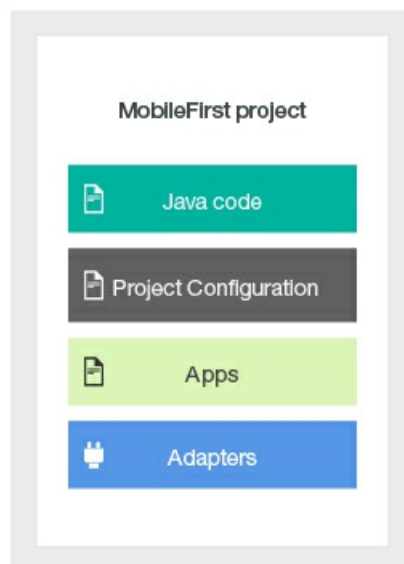 MobileFirst project
Java code
Project Configuration
Apps
Adapters